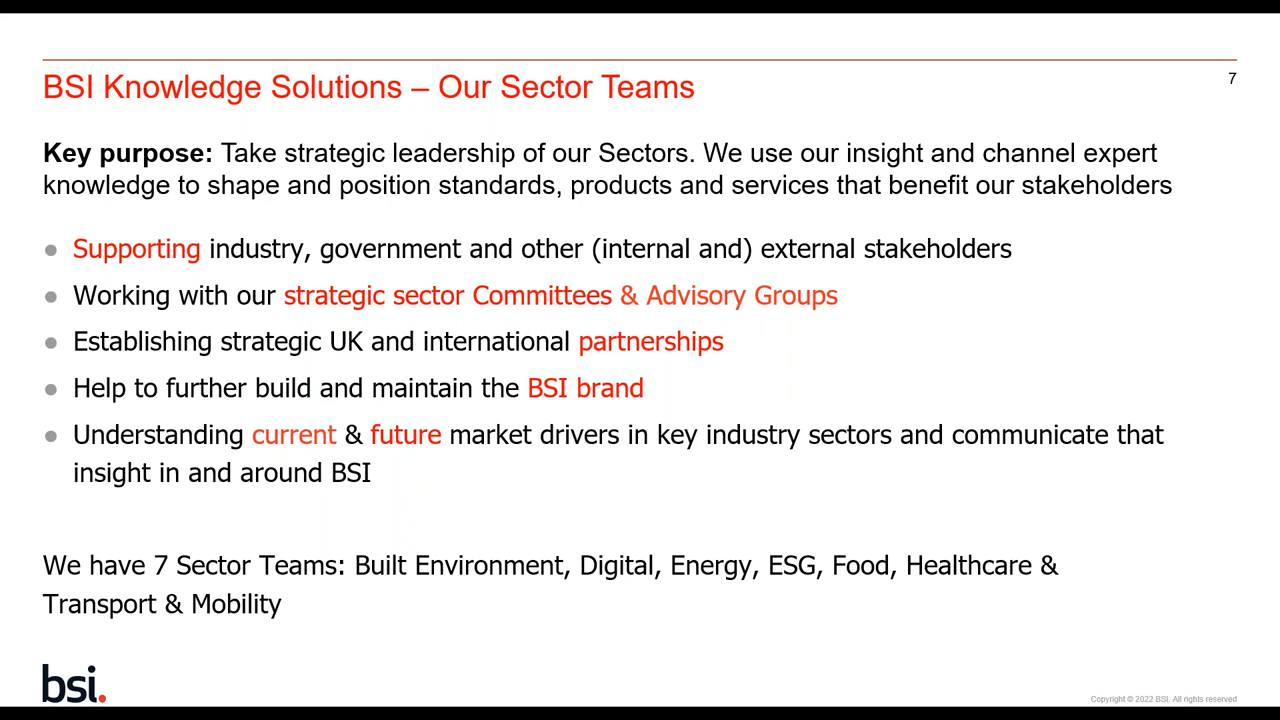 BSI Knowledge Solutions – Our Sector Teams
7
Key purpose: Take strategic leadership of our Sectors. We use our insight and channel expert
knowledge to shape and position standards, products and services that benefit our stakeholders
● Supporting industry, government and other (internal and) external stakeholders
● Working with our strategic sector Committees & Advisory Groups
● Establishing strategic UK and international partnerships
● Help to further build and maintain the BSI brand
● Understanding current & future market drivers in key industry sectors and communicate that
insight in and around BSI
We have 7 Sector Teams: Built Environment, Digital, Energy, ESG, Food, Healthcare &
Transport & Mobility
bsi.
Copyright © 2022 BSI. All rights reserved